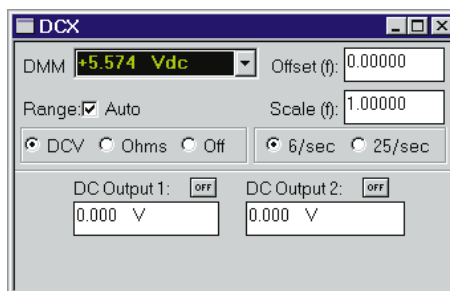 DCX
DMM +5.574 Vdc Offset (f): 0.00000
Range: Auto Scale (f): 1.00000
DCV Ohms Off 6/sec 25/sec
DC Output 1: OFF DC Output 2: OFF
0.000 V 0.000 V